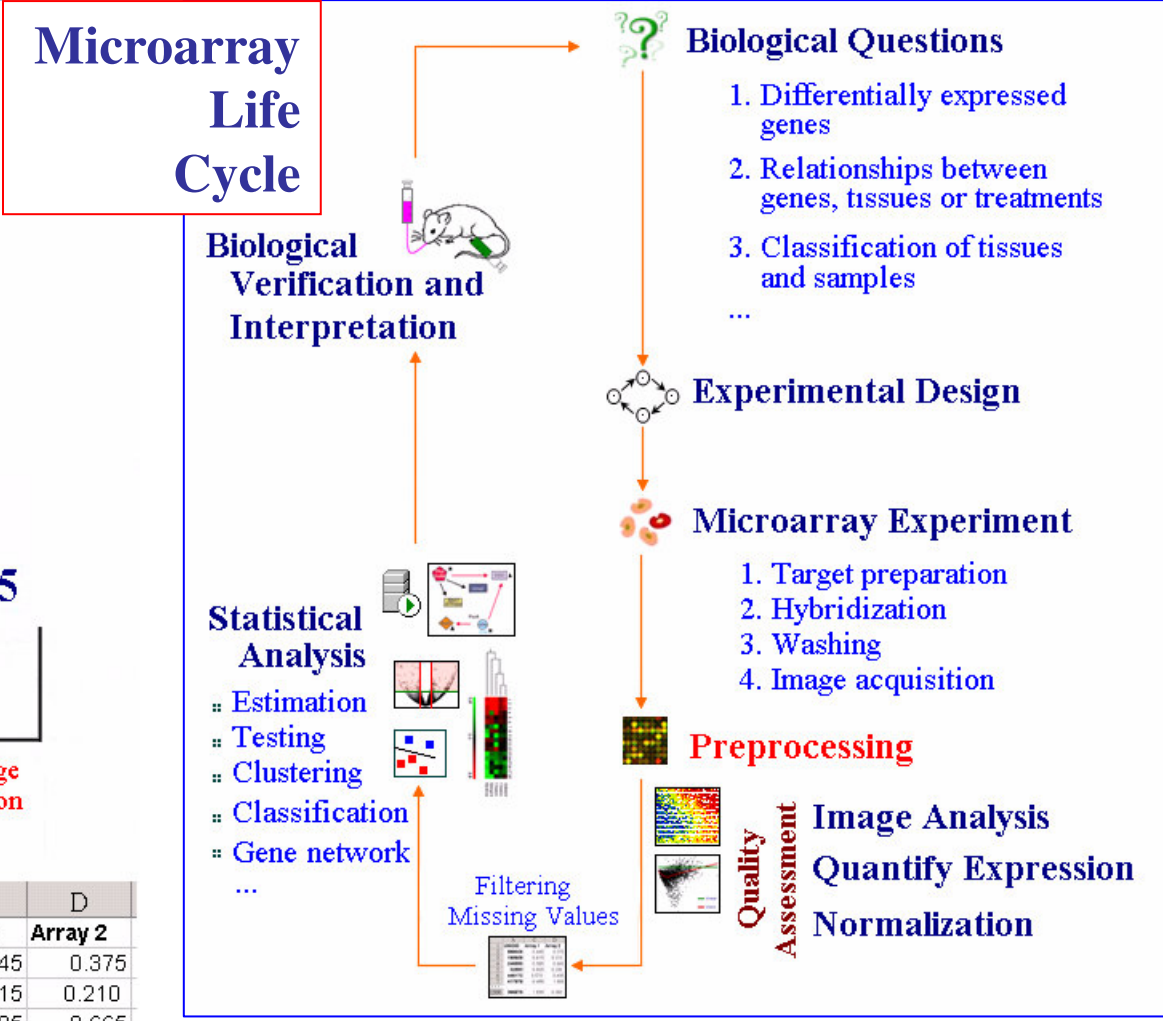 Microarray
Life
Cycle
Biological Questions
1. Differentially expressed
genes
2. Relationships between
genes, tissues or treatments
3. Classification of tissues
and samples
...
Biological
Verification and
Interpretation
Experimental Design
Microarray Experiment
1. Target preparation
2. Hybridization
3. Washing
4. Image acquisition
Statistical
Analysis
Estimation
Testing
Clustering
Classification
Gene network
...
Preprocessing
Quality
Assessment
Image Analysis
Quantify Expression
Normalization
Filtering
Missing Values
5
ge
on
D
Array 2
45 0.375
15 0.210